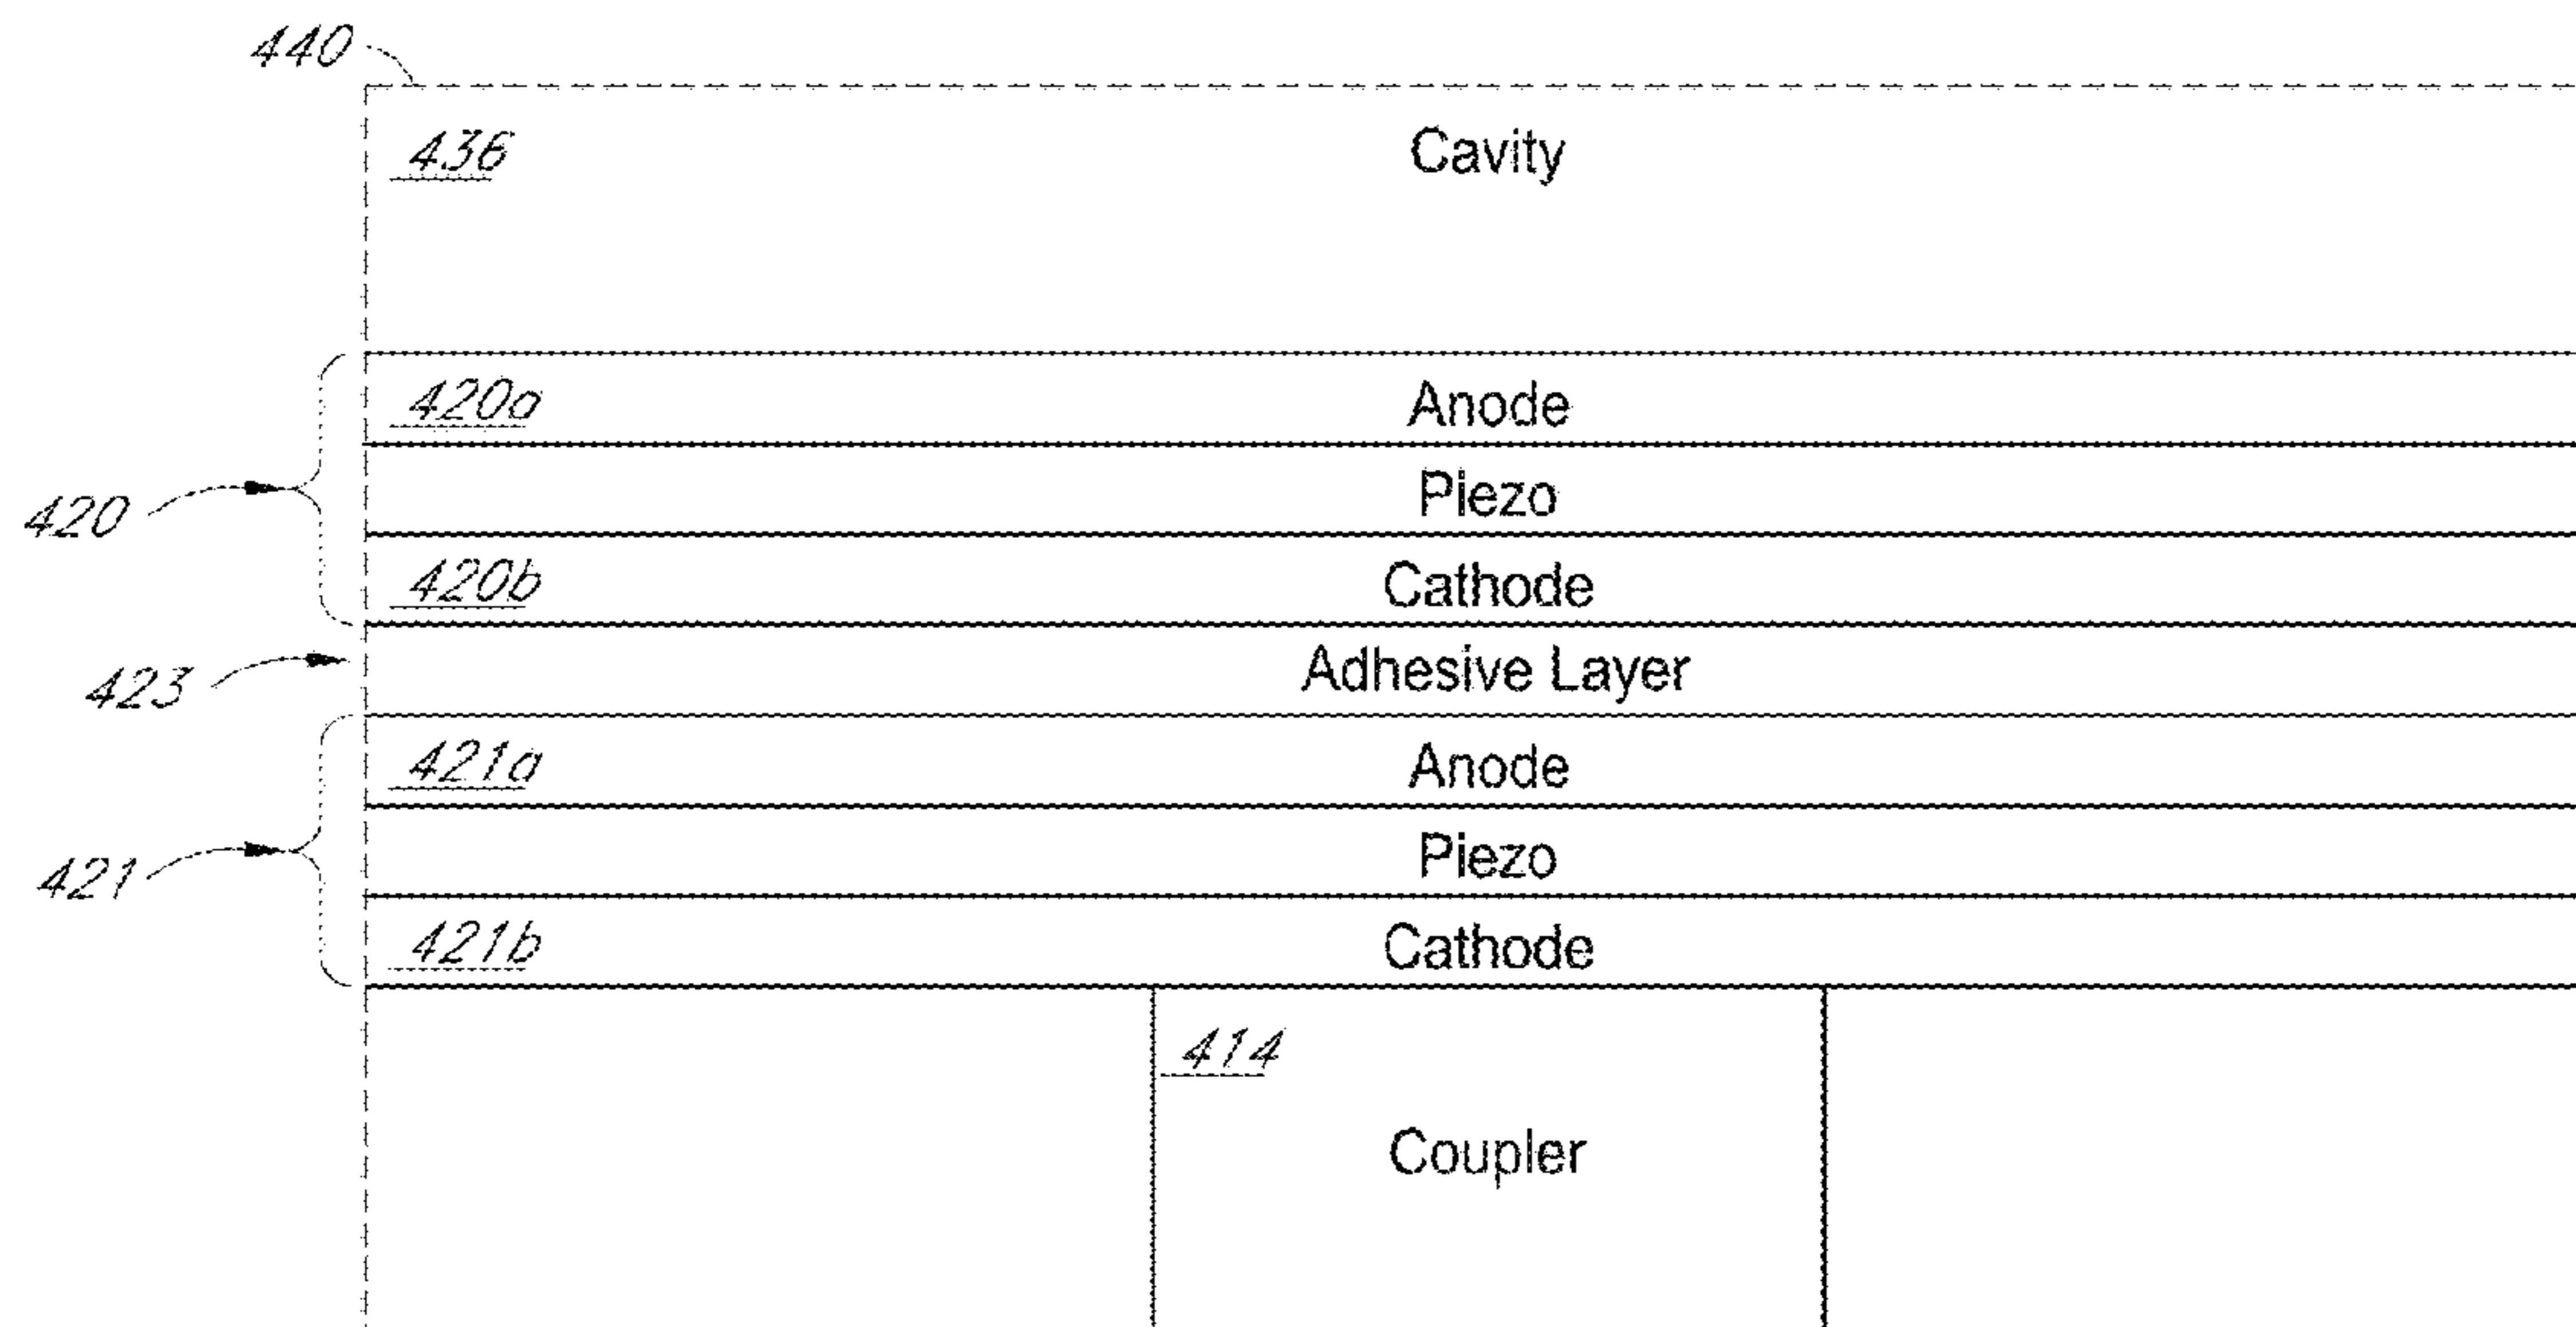 440
436 Cavity
420a Anode
Piezo
420
420b Cathode
Adhesive Layer
423
421a Anode
Piezo
421
421b Cathode
414
Coupler